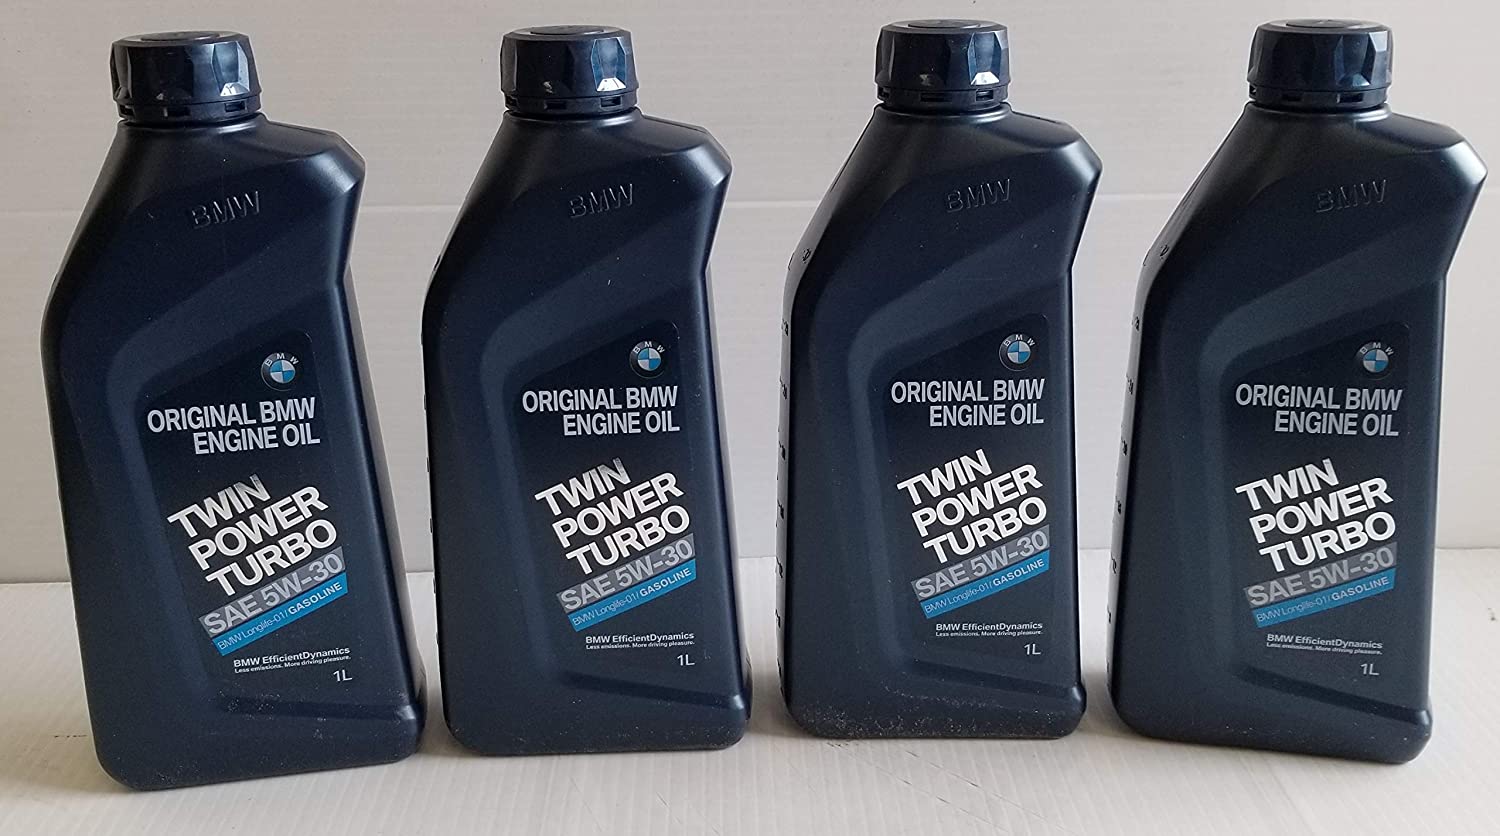 BMW
BMW
ORIGINAL BMW
ENGINE OIL
TWIN
POWER
TURBO
SAE 5W-30
BMW Longlife-01/GASOLINE
BMW EfficientDynamics
Less emissions. More driving pleasure.
1L
BMW
BMW
ORIGINAL BMW
ENGINE OIL
TWIN
POWER
TURBO
SAE 5W-30
BMW Longlife-01/GASOLINE
BMW EfficientDynamics
Less emissions. More driving pleasure.
1L
BMW
BMW
ORIGINAL BMW
ENGINE OIL
TWIN
POWER
TURBO
SAE 5W-30
BMW Longlife-01/GASOLINE
BMW EfficientDynamics
Less emissions. More driving pleasure.
1L
BMW
BMW
ORIGINAL BMW
ENGINE OIL
TWIN
POWER
TURBO
SAE 5W-30
BMW Longlife-01/GASOLINE
BMW EfficientDynamics
Less emissions. More driving pleasure.
1L